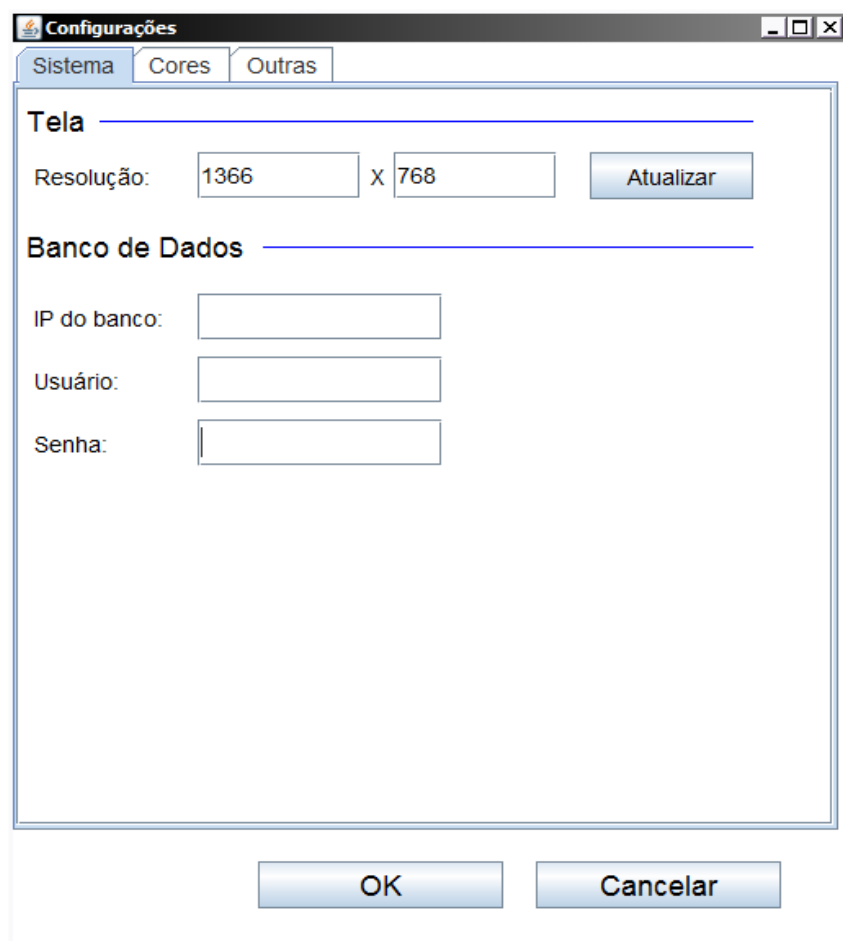 Configurações
Sistema Cores Outras
Tela
Resolução: 1366 X 768 Atualizar
Banco de Dados
IP do banco:
Usuário:
Senha:
OK Cancelar